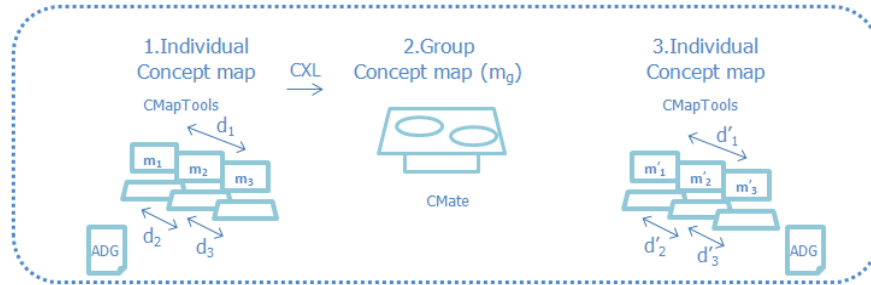 1.Individual
Concept map
CMapTools
d₁
m₁
m₂
m₃
d₂
d₃
ADG
CXL
2.Group
Concept map (m_g)
CMate
3.Individual
Concept map
CMapTools
d′₁
m′₁
m′₂
m′₃
d′₂
d′₃
ADG